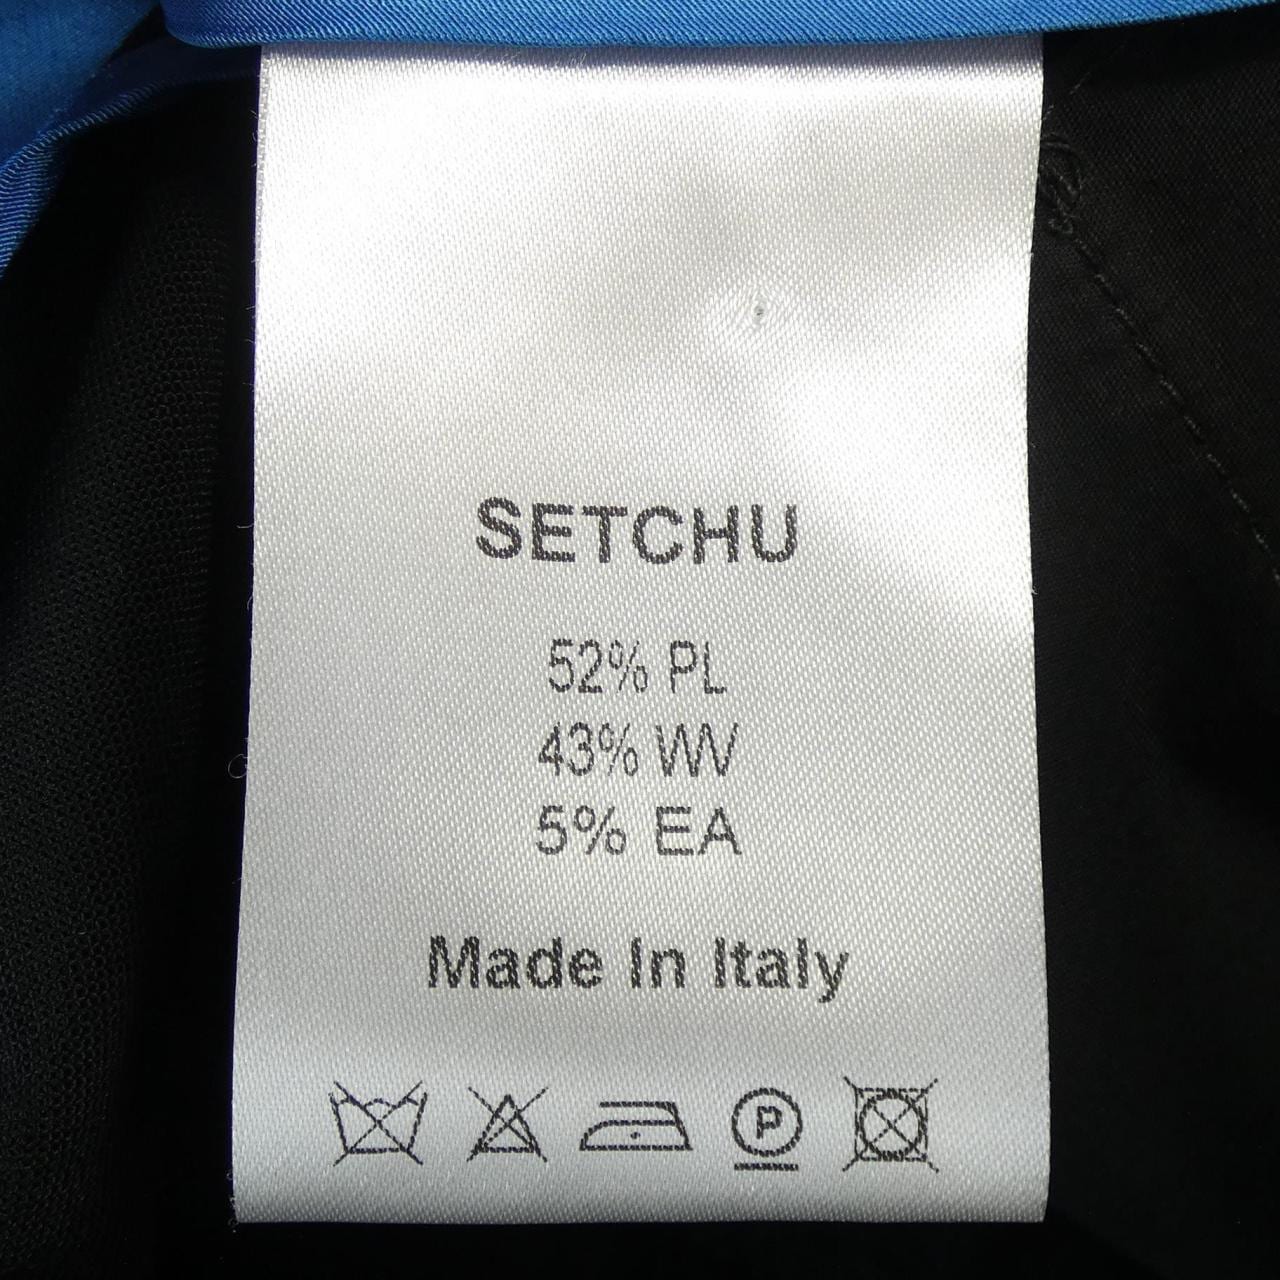 SETCHU
52% PL
43% WV
5% EA
Made In Italy
P